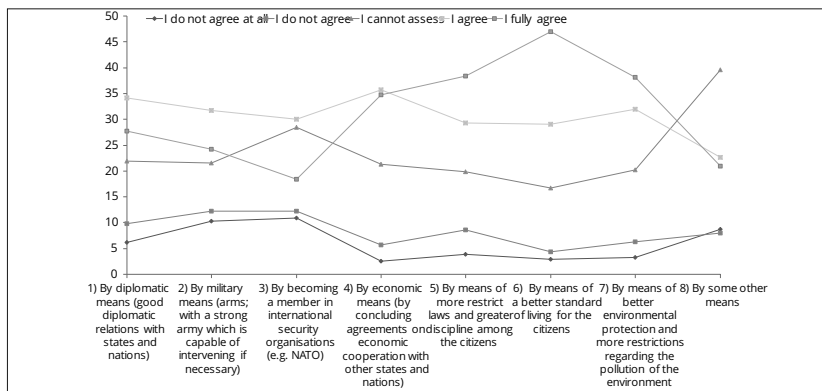 50
45
40
35
30
25
20
15
10
5
0
I do not agree at all
I do not agree
I cannot assess
I agree
I fully agree
1) By diplomatic
means (good
diplomatic
relations with
states and
nations)
2) By military
means (arms;
with a strong
army which is
capable of
intervening if
necessary)
3) By becoming
a member in
international
security
organisations
(e.g. NATO)
4) By economic
means (by
concluding
agreements on
economic
cooperation with
other states and
nations)
5) By means of
more restrict
laws and greater
discipline among
the citizens
6) By means of
a better standard
of living for the
citizens
7) By means of
better
environmental
protection and
more restrictions
regarding the
pollution of the
environment
8) By some other
means